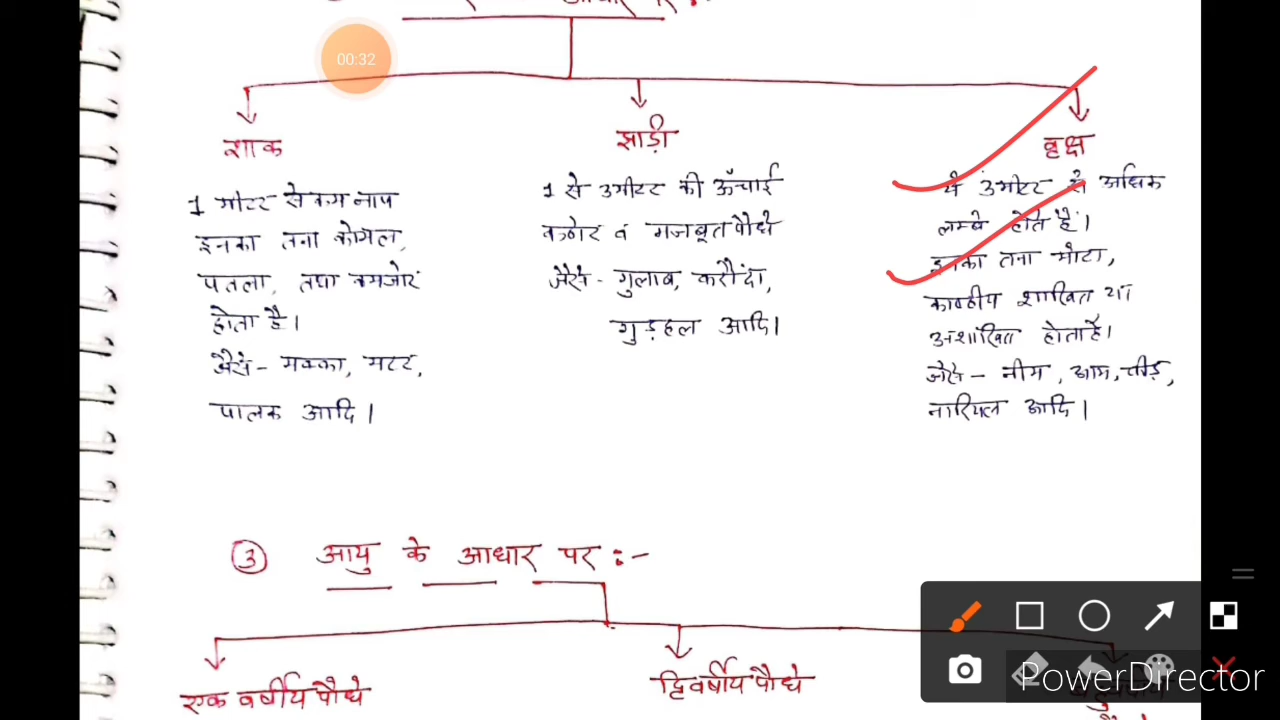 आधार पर :-
00:32
शाक
झाड़ी
वृक्ष
1 मीटर से कम नाप
इनका तना कोमल,
पतला, तथा कमजोर
होता है।
जैसे - मक्का, मटर,
पालक आदि।
1 से 3 मीटर की ऊँचाई
कठोर व मजबूत पौधे
जैसे - गुलाब, करौंदा,
गुड़हल आदि।
ये 3 मीटर से अधिक
लम्बे होते है।
इनका तना मोटा,
काष्ठीय शाखित या
अशाखित होता है।
जैसे - नीम, आम, चीड़,
नारियल आदि।
③ आयु के आधार पर :-
एक वर्षीय पौधे
द्विवर्षीय पौधे
PowerDirector